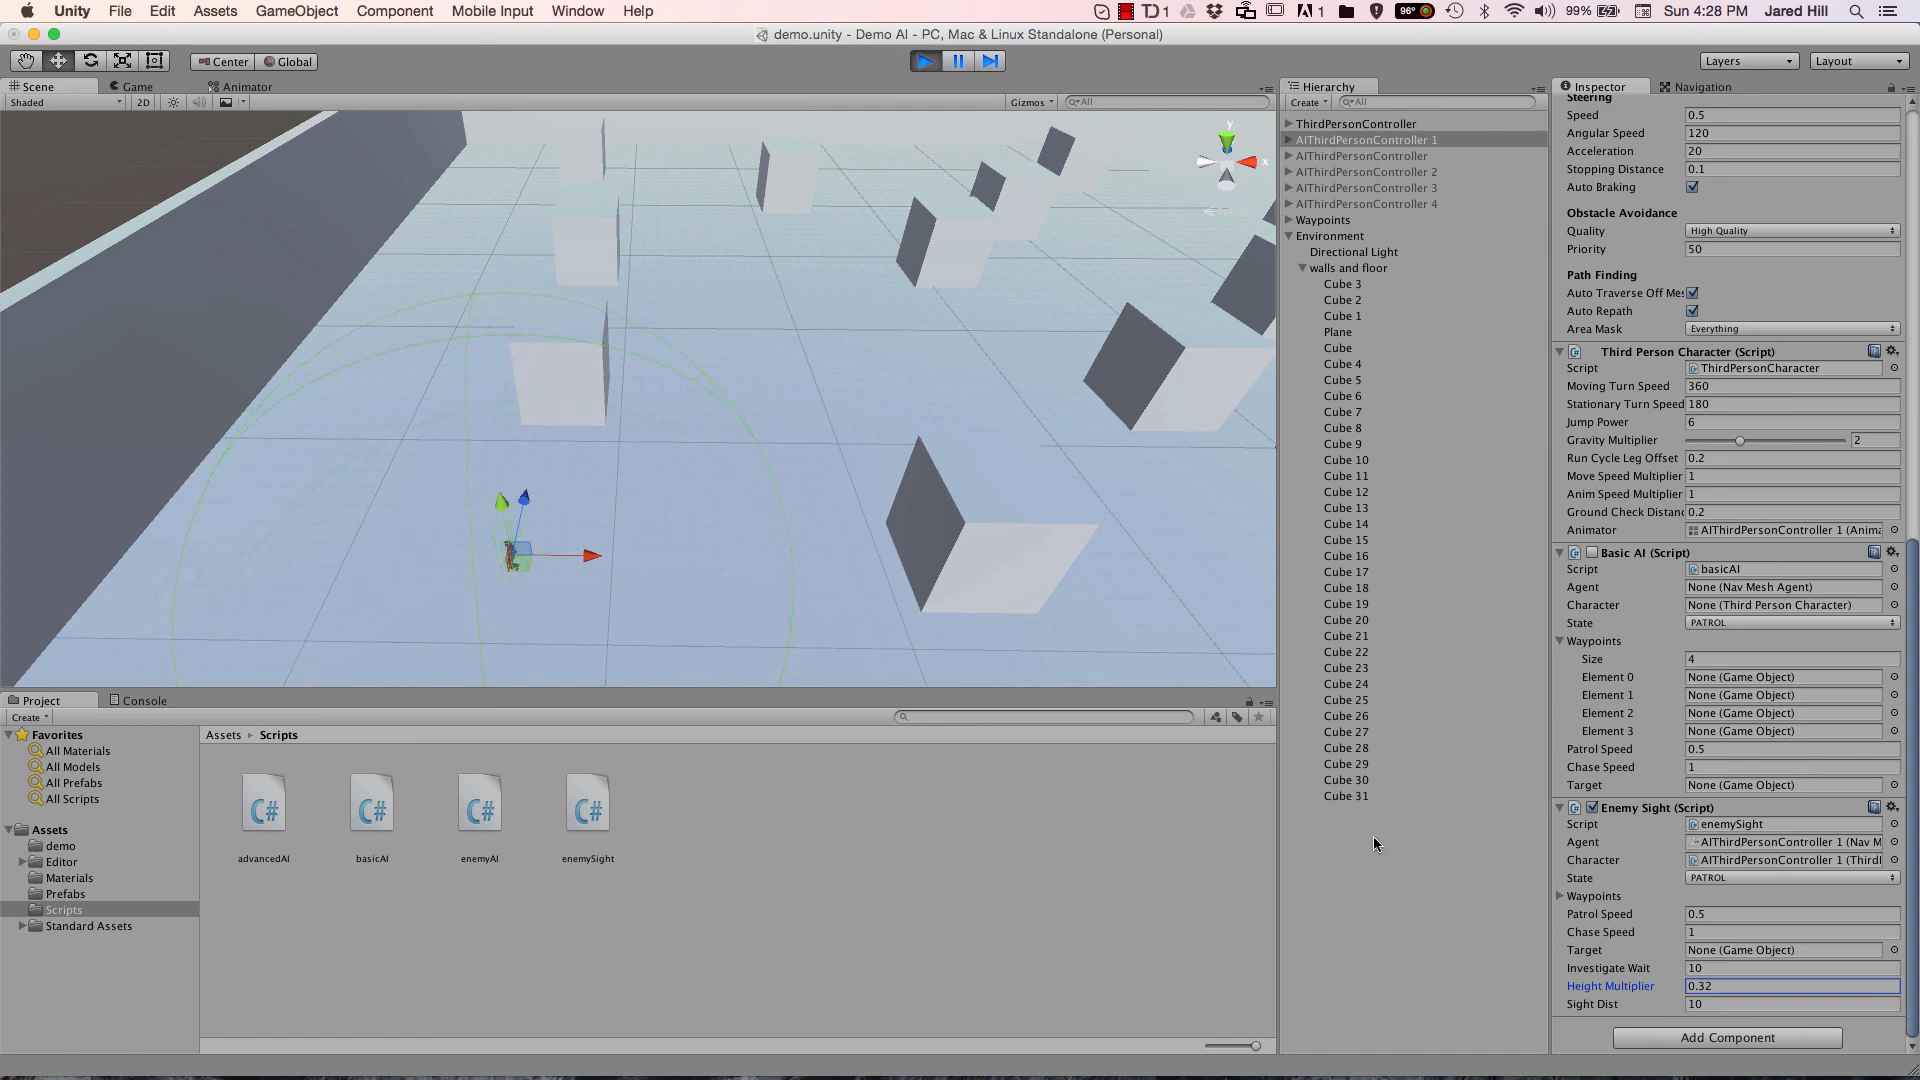 Unity File Edit Assets GameObject Component Mobile Input Window Help 1 1 96° 99% Sun 4:28 PM Jared Hill
demo.unity - Demo AI - PC, Mac & Linux Standalone (Personal)
Center Global Layers Layout
Scene Game Animator
Shaded 2D Gizmos All
y
x
Hierarchy
Create All
ThirdPersonController
AIThirdPersonController 1
AIThirdPersonController
AIThirdPersonController 2
AIThirdPersonController 3
AIThirdPersonController 4
Waypoints
Environment
Directional Light
walls and floor
Cube 3
Cube 2
Cube 1
Plane
Cube
Cube 4
Cube 5
Cube 6
Cube 7
Cube 8
Cube 9
Cube 10
Cube 11
Cube 12
Cube 13
Cube 14
Cube 15
Cube 16
Cube 17
Cube 18
Cube 19
Cube 20
Cube 21
Cube 22
Cube 23
Cube 24
Cube 25
Cube 26
Cube 27
Cube 28
Cube 29
Cube 30
Cube 31
Inspector Navigation
Steering
Speed 0.5
Angular Speed 120
Acceleration 20
Stopping Distance 0.1
Auto Braking
Obstacle Avoidance
Quality High Quality
Priority 50
Path Finding
Auto Traverse Off Mes
Auto Repath
Area Mask Everything
Third Person Character (Script)
Script ThirdPersonCharacter
Moving Turn Speed 360
Stationary Turn Speed 180
Jump Power 6
Gravity Multiplier 2
Run Cycle Leg Offset 0.2
Move Speed Multiplier 1
Anim Speed Multiplier 1
Ground Check Distanc 0.2
Animator AIThirdPersonController 1 (Anima
Basic AI (Script)
Script basicAI
Agent None (Nav Mesh Agent)
Character None (Third Person Character)
State PATROL
Waypoints
Size 4
Element 0 None (Game Object)
Element 1 None (Game Object)
Element 2 None (Game Object)
Element 3 None (Game Object)
Patrol Speed 0.5
Chase Speed 1
Target None (Game Object)
Enemy Sight (Script)
Script enemySight
Agent AIThirdPersonController 1 (Nav M
Character AIThirdPersonController 1 (Third
State PATROL
Waypoints
Patrol Speed 0.5
Chase Speed 1
Target None (Game Object)
Investigate Wait 10
Height Multiplier 0.32
Sight Dist 10
Add Component
Project Console
Create
Favorites
All Materials
All Models
All Prefabs
All Scripts
Assets
demo
Editor
Materials
Prefabs
Scripts
Standard Assets
Assets Scripts
C# C# C# C#
advancedAI basicAI enemyAI enemySight